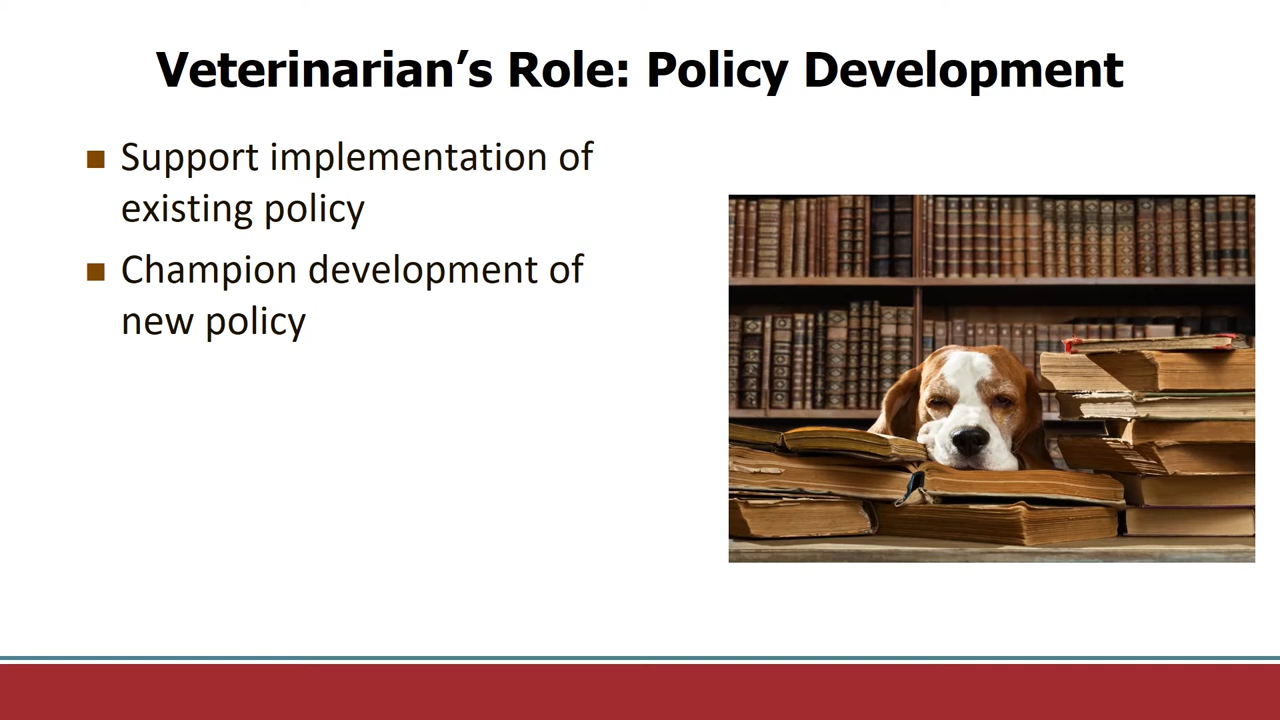 Veterinarian’s Role: Policy Development
Support implementation of
existing policy
Champion development of
new policy